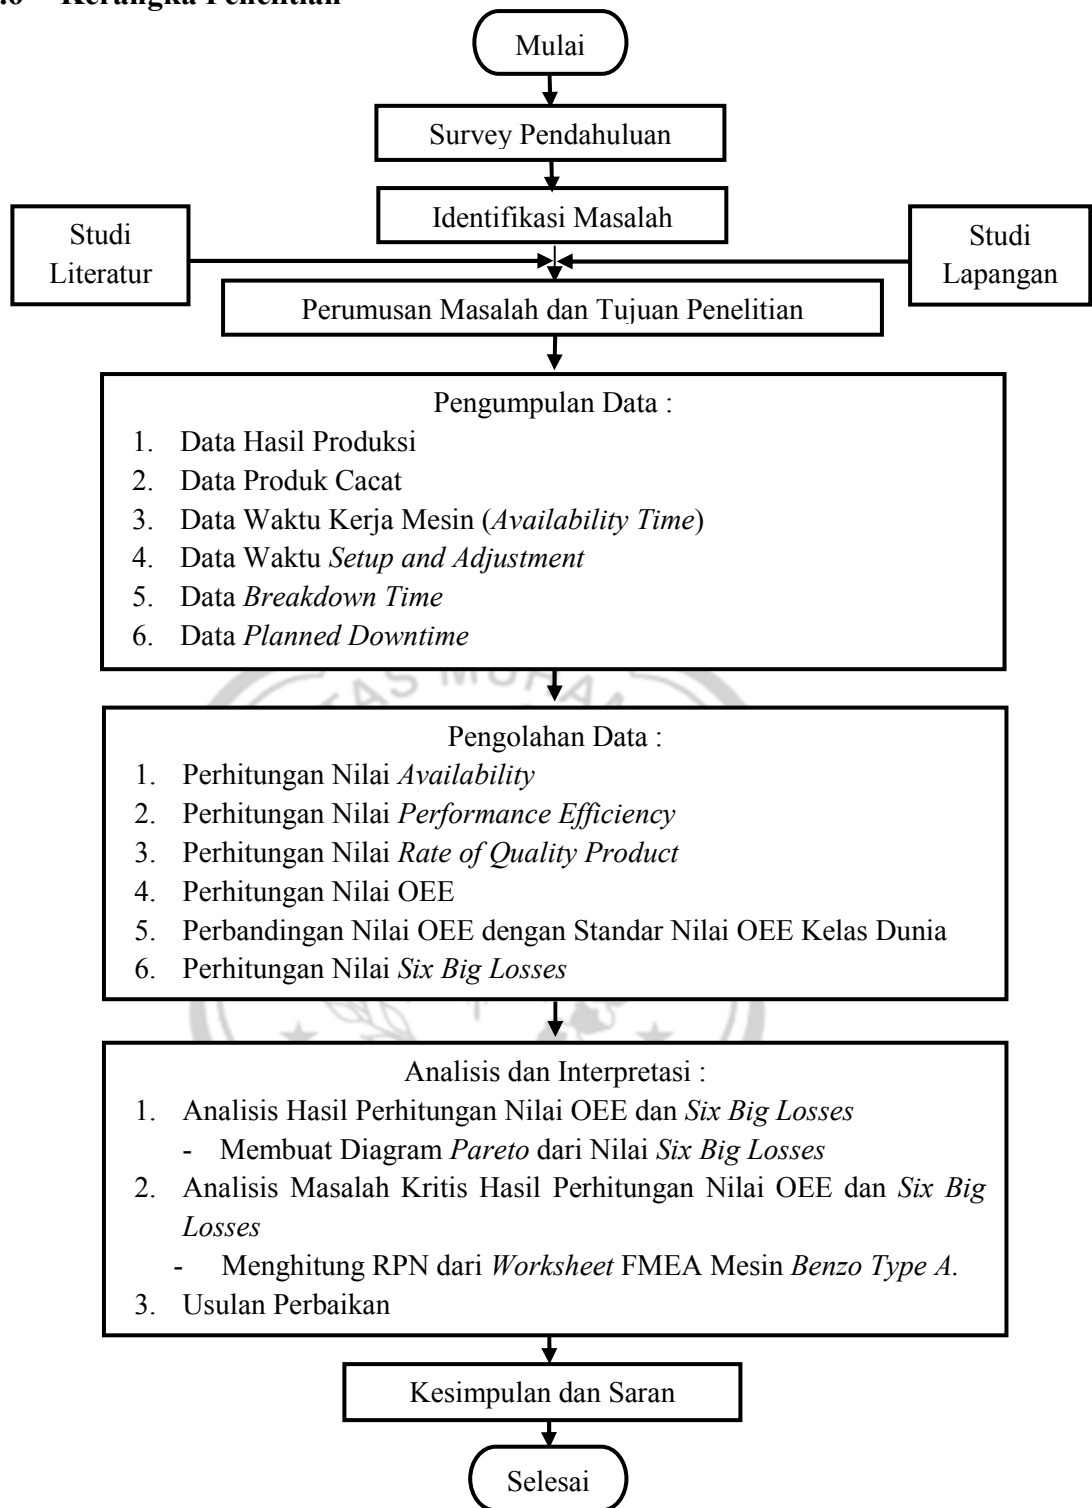 Kerangka Penelitian
Mulai
Survey Pendahuluan
Identifikasi Masalah
Studi
Literatur
Studi
Lapangan
Perumusan Masalah dan Tujuan Penelitian
Pengumpulan Data :
1. Data Hasil Produksi
2. Data Produk Cacat
3. Data Waktu Kerja Mesin (Availability Time)
4. Data Waktu Setup and Adjustment
5. Data Breakdown Time
6. Data Planned Downtime
Pengolahan Data :
1. Perhitungan Nilai Availability
2. Perhitungan Nilai Performance Efficiency
3. Perhitungan Nilai Rate of Quality Product
4. Perhitungan Nilai OEE
5. Perbandingan Nilai OEE dengan Standar Nilai OEE Kelas Dunia
6. Perhitungan Nilai Six Big Losses
Analisis dan Interpretasi :
1. Analisis Hasil Perhitungan Nilai OEE dan Six Big Losses
- Membuat Diagram Pareto dari Nilai Six Big Losses
2. Analisis Masalah Kritis Hasil Perhitungan Nilai OEE dan Six Big
Losses
- Menghitung RPN dari Worksheet FMEA Mesin Benzo Type A.
3. Usulan Perbaikan
Kesimpulan dan Saran
Selesai